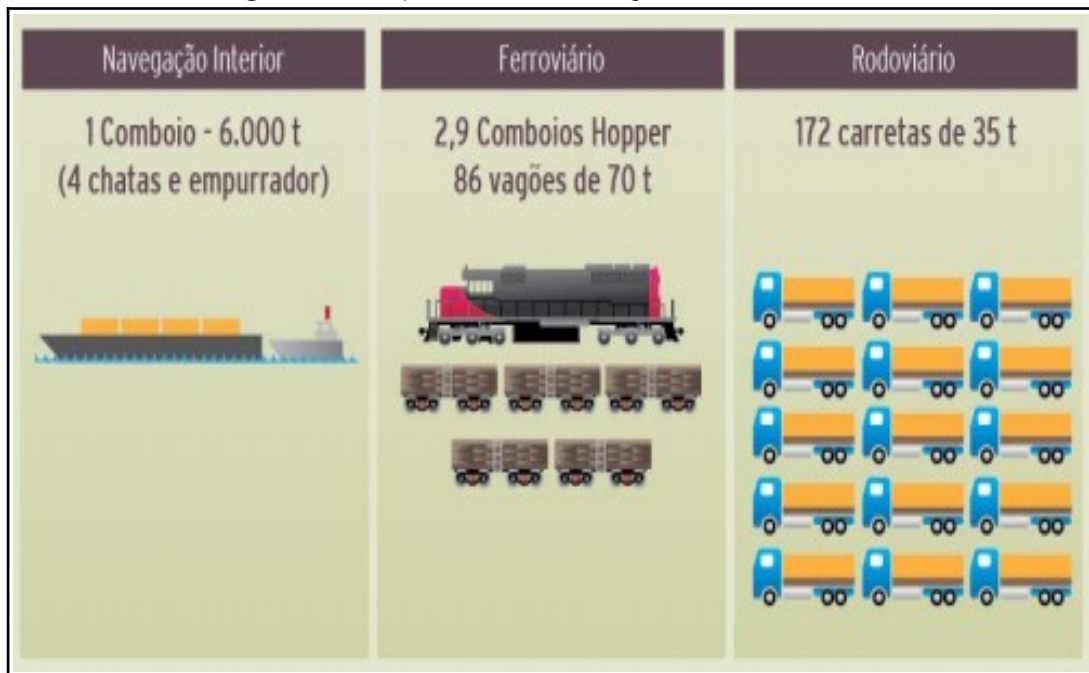 Navegação Interior
1 Comboio - 6.000 t
(4 chatas e empurrador)
Ferroviário
2,9 Comboios Hopper
86 vagões de 70 t
Rodoviário
172 carretas de 35 t